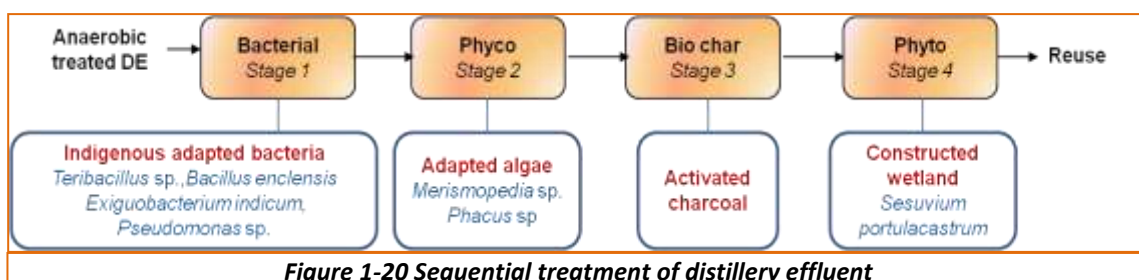 Anaerobic
treated DE
Bacterial
Stage 1
Phyco
Stage 2
Bio char
Stage 3
Phyto
Stage 4
Reuse
Indigenous adapted bacteria
Teribacillus sp.,Bacillus enclensis
Exiguobacterium indicum,
Pseudomonas sp.
Adapted algae
Merismopedia sp.
Phacus sp
Activated
charcoal
Constructed
wetland
Sesuvium
portulacastrum
Figure 1-20 Sequential treatment of distillery effluent